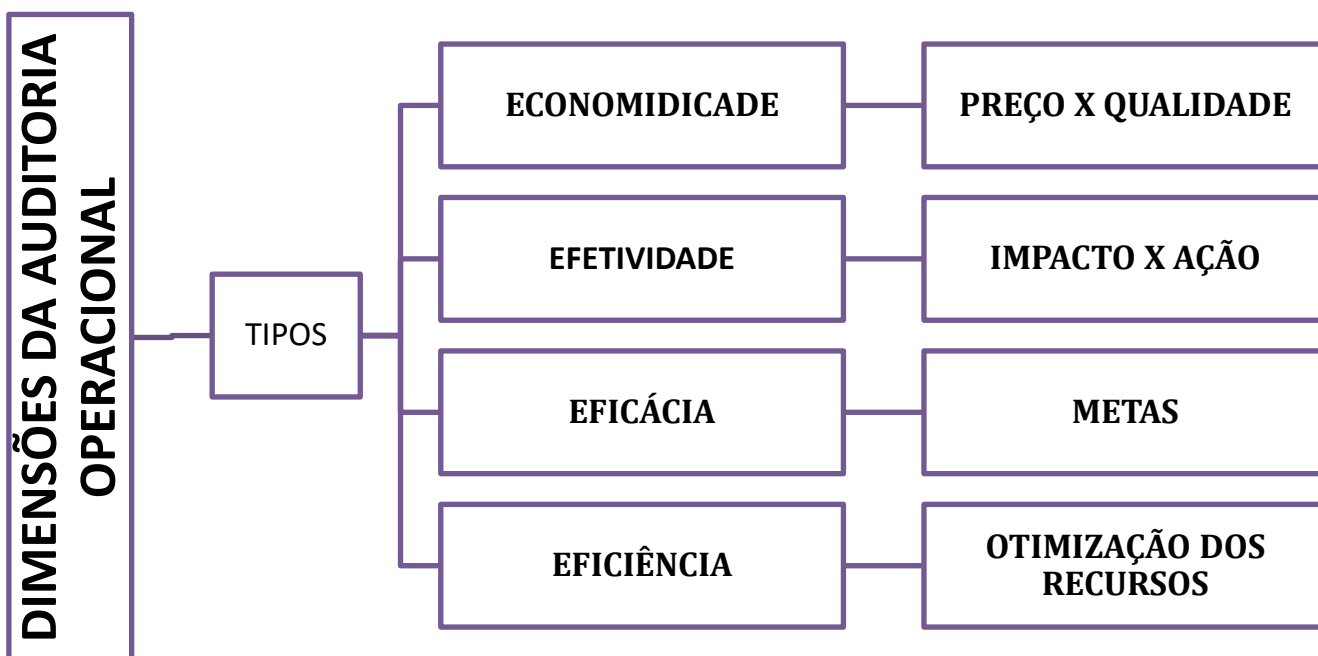 DIMENSÕES DA AUDITORIA
OPERACIONAL
TIPOS
ECONOMIDICADE
PREÇO X QUALIDADE
EFETIVIDADE
IMPACTO X AÇÃO
EFICÁCIA
METAS
EFICIÊNCIA
OTIMIZAÇÃO DOS
RECURSOS